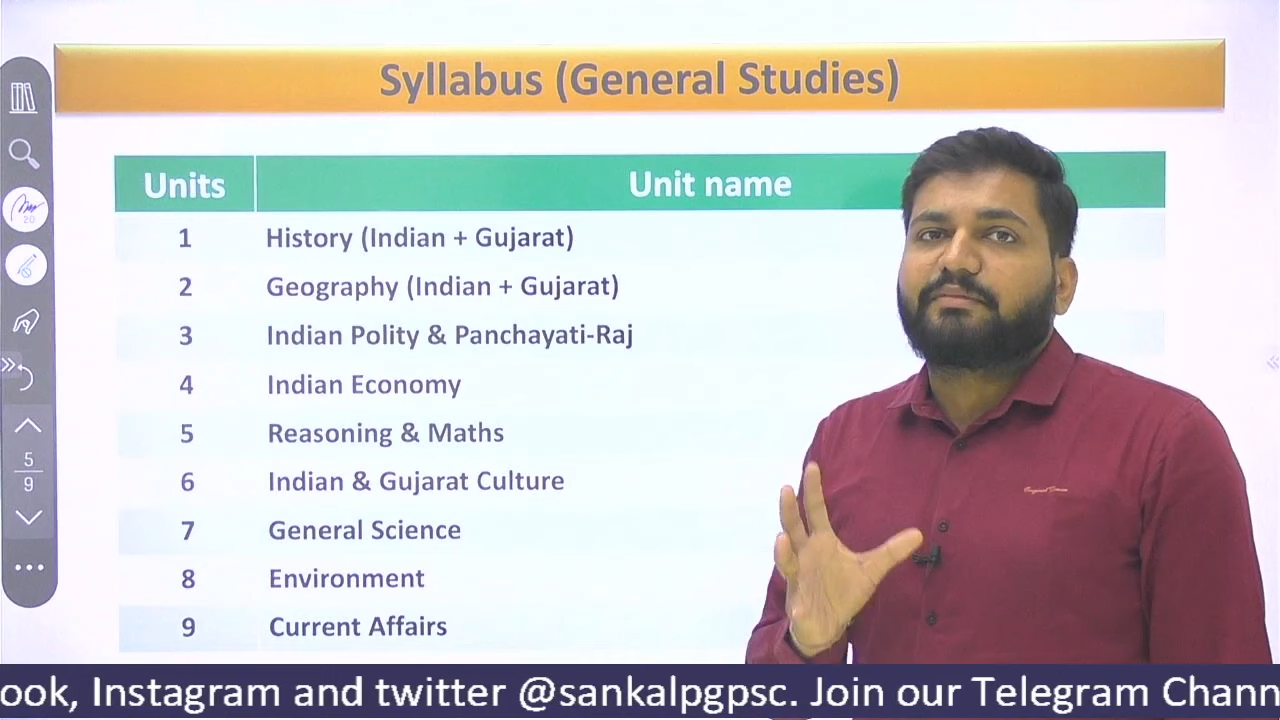 Syllabus (General Studies)
Units Unit name
1 History (Indian + Gujarat)
2 Geography (Indian + Gujarat)
3 Indian Polity & Panchayati-Raj
4 Indian Economy
5 Reasoning & Maths
6 Indian & Gujarat Culture
7 General Science
8 Environment
9 Current Affairs
20
5
9
ook, Instagram and twitter @sankalpgpsc. Join our Telegram Chann